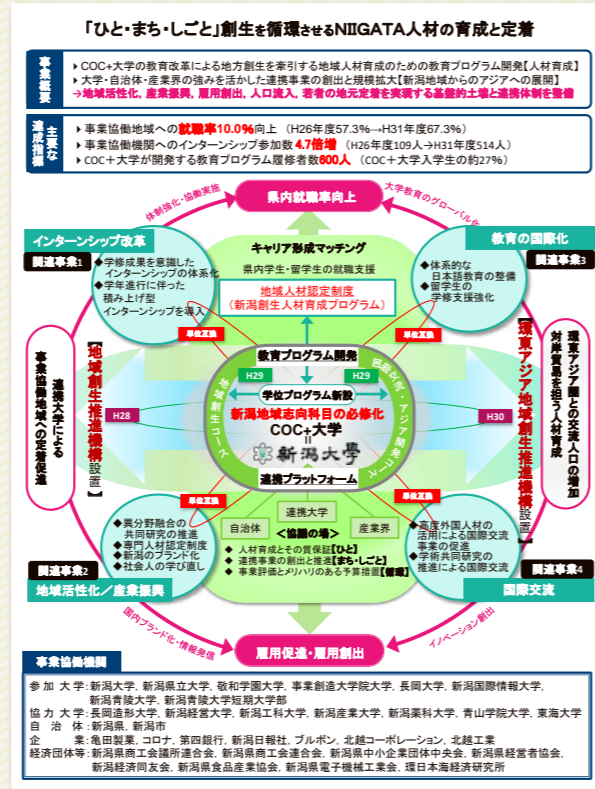 「ひと・まち・しごと」創生を循環させるNIIGATA人材の育成と定着
事業概要
▶COC+大学の教育改革による地方創生を牽引する地域人材育成のための教育プログラム開発【人材育成】
▶大学・自治体・産業界の強みを活かした連携事業の創出と規模拡大【新潟地域からのアジアへの展開】
→地域活性化，産業振興，雇用創出，人口流入，若者の地元定着を実現する基盤的土壌と連携体制を整備
主要な達成指標
▶事業協働地域への就職率10.0%向上 （H26年度57.3%→H31年度67.3%）
▶事業協働機関へのインターンシップ参加数 4.7倍増 （H26年度109人→H31年度514人）
▶COC＋大学が開発する教育プログラム履修者数600人 （COC＋大学入学生の約27%）
県内就職率向上
体制強化・協働実施
大学教育のグローバル化
インターンシップ改革
関連事業1
◆学修成果を意識した
インターンシップの体系化
◆学年進行に伴った
積み上げ型
インターンシップを導入
キャリア形成マッチング
県内学生・留学生の就職支援
地域人材認定制度
（新潟創生人材育成プログラム）
教育の国際化
関連事業3
◆体系的な
日本語教育の整備
◆留学生の
学修支援強化
単位互換
単位互換
連携大学による
事業協働地域への定着促進
【地域創生推進機構設置】
H28
教育プログラム開発
H29
H29
学位プログラム新設
新潟地域志向科目の必修化
COC+大学
＝
新潟大學
連携プラットフォーム
地域創生コース
H30
【環東アジア地域創生推進機構設置】
環東アジア圏との交流人口の増加
対岸貿易を担う人材育成
単位互換
単位互換
連携大学
自治体
産業界
＜協議の場＞
◆ 人材育成とその質保証【ひと】
◆ 連携事業の創出と推進【まち・しごと】
◆ 事業評価とメリハリのある予算措置【循環】
◆異分野融合の
共同研究の推進
◆専門人材認定制度
◆新潟のブランド化
◆社会人の学び直し
関連事業2
地域活性化／産業振興
◆高度外国人材の
活用による国際交流
事業の促進
◆学術共同研究の
推進による国際交流
関連事業4
国際交流
国内ブランド化・情報発信
イノベーション創出
雇用促進・雇用創出
事業協働機関
参加大学：新潟大学，新潟県立大学，敬和学園大学，事業創造大学院大学，長岡大学，新潟国際情報大学，
新潟青陵大学，新潟青陵大学短期大学部
協力大学：長岡造形大学，新潟経営大学，新潟工科大学，新潟産業大学，新潟薬科大学，青山学院大学，東海大学
自治体：新潟県，新潟市
企業：亀田製菓，コロナ，第四銀行，新潟日報社，ブルボン，北越コーポレーション，北越工業
経済団体等：新潟県商工会議所連合会，新潟県商工会連合会，新潟県中小企業団体中央会，新潟県経営者協会，
新潟経済同友会，新潟県食品産業協会，新潟県電子機械工業会，環日本海経済研究所